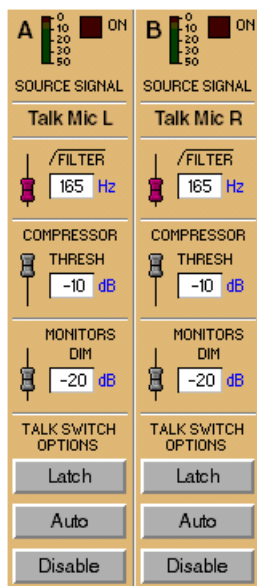 A
0
10
20
30
50
ON
SOURCE SIGNAL
Talk Mic L
FILTER
165 Hz
COMPRESSOR
THRESH
-10 dB
MONITORS
DIM
-20 dB
TALK SWITCH
OPTIONS
Latch
Auto
Disable
B
0
10
20
30
50
ON
SOURCE SIGNAL
Talk Mic R
FILTER
165 Hz
COMPRESSOR
THRESH
-10 dB
MONITORS
DIM
-20 dB
TALK SWITCH
OPTIONS
Latch
Auto
Disable